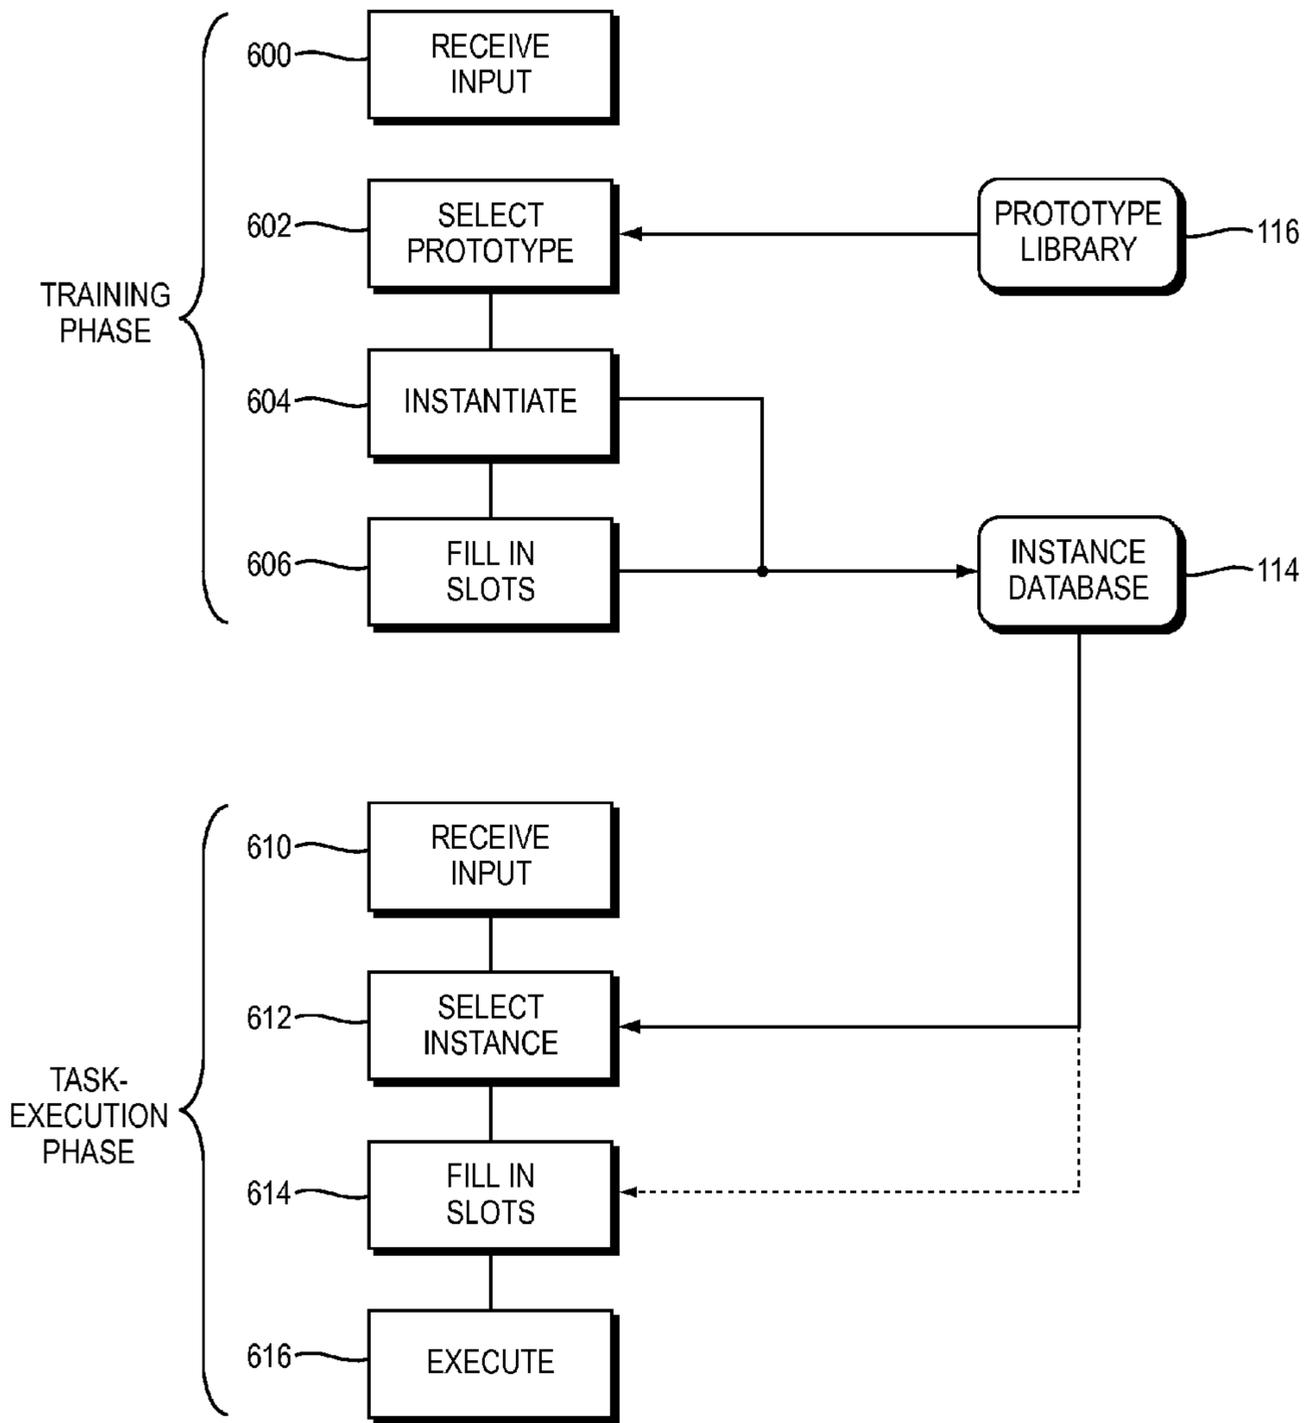 600
RECEIVE
INPUT
602
SELECT
PROTOTYPE
PROTOTYPE
LIBRARY
116
TRAINING
PHASE
604
INSTANTIATE
606
FILL IN
SLOTS
INSTANCE
DATABASE
114
610
RECEIVE
INPUT
612
SELECT
INSTANCE
TASK-
EXECUTION
PHASE
614
FILL IN
SLOTS
616
EXECUTE